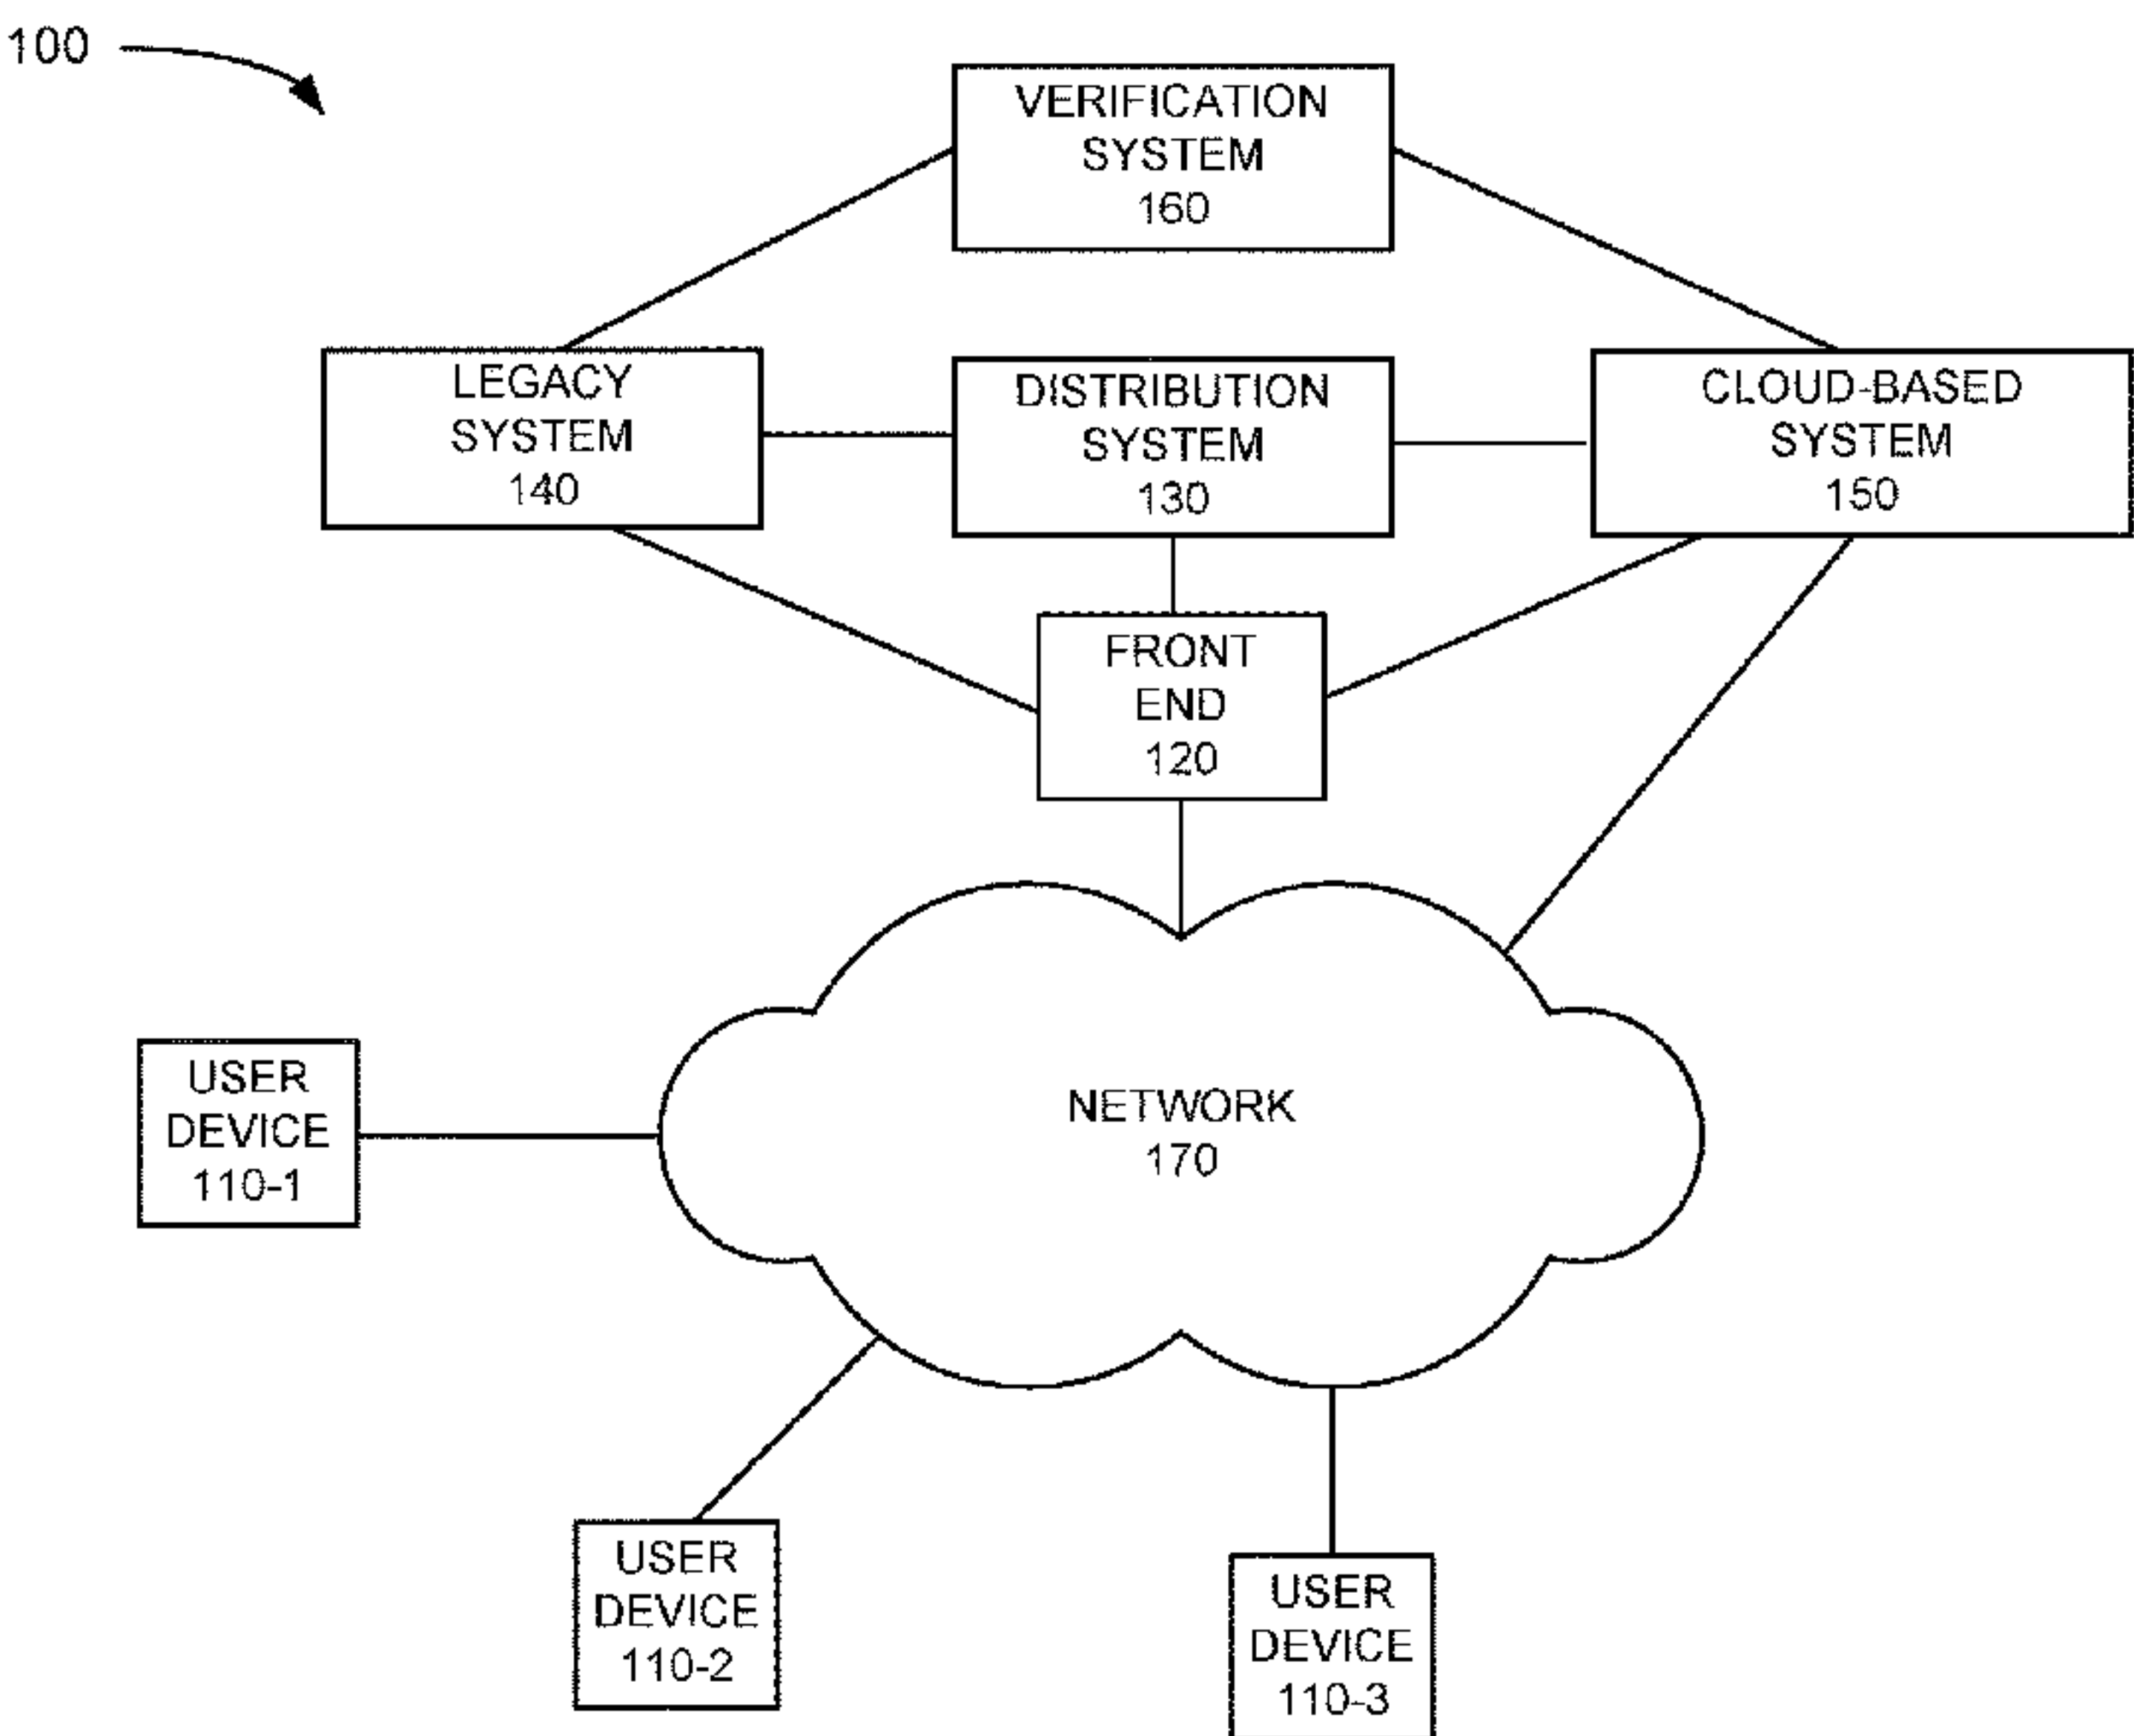 100
VERIFICATION
SYSTEM
160
LEGACY
SYSTEM
140
DISTRIBUTION
SYSTEM
130
CLOUD-BASED
SYSTEM
150
FRONT
END
120
NETWORK
170
USER
DEVICE
110-1
USER
DEVICE
110-2
USER
DEVICE
110-3